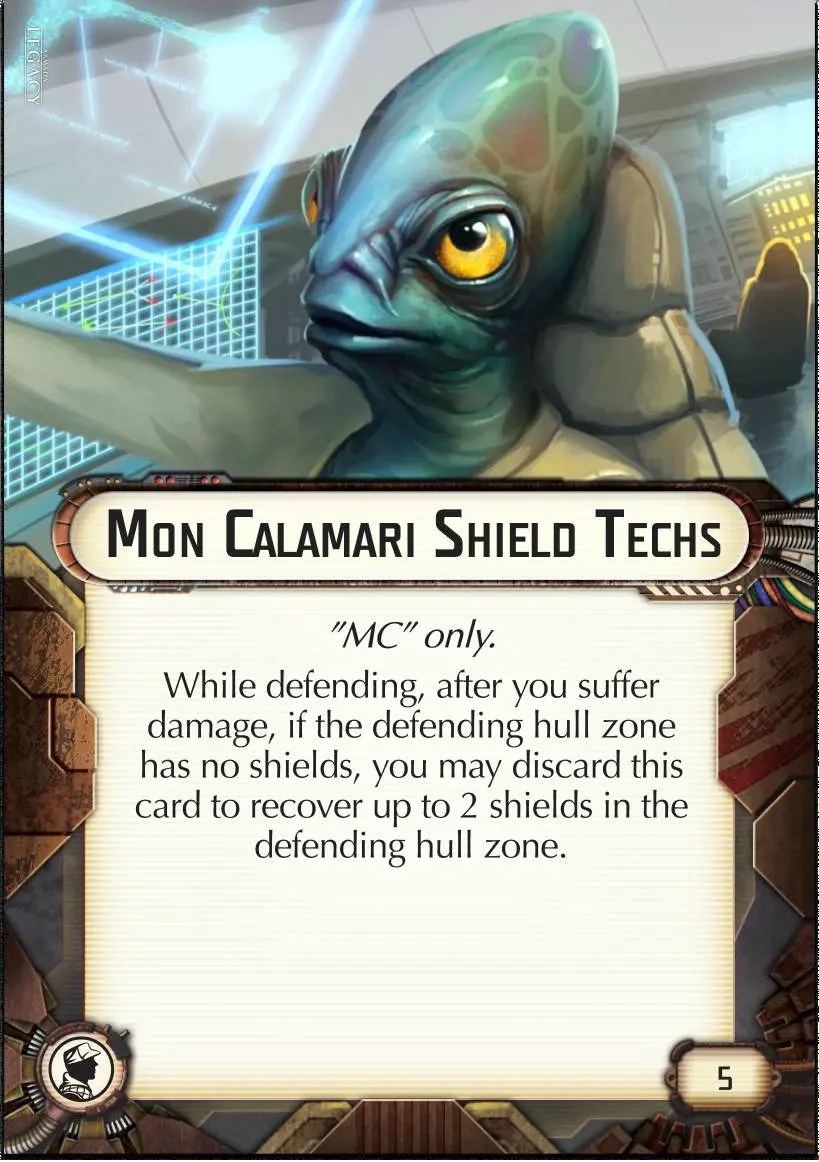 ARMADA
LEGACY
MON CALAMARI SHIELD TECHS
"MC" only.
While defending, after you suffer
damage, if the defending hull zone
has no shields, you may discard this
card to recover up to 2 shields in the
defending hull zone.
5